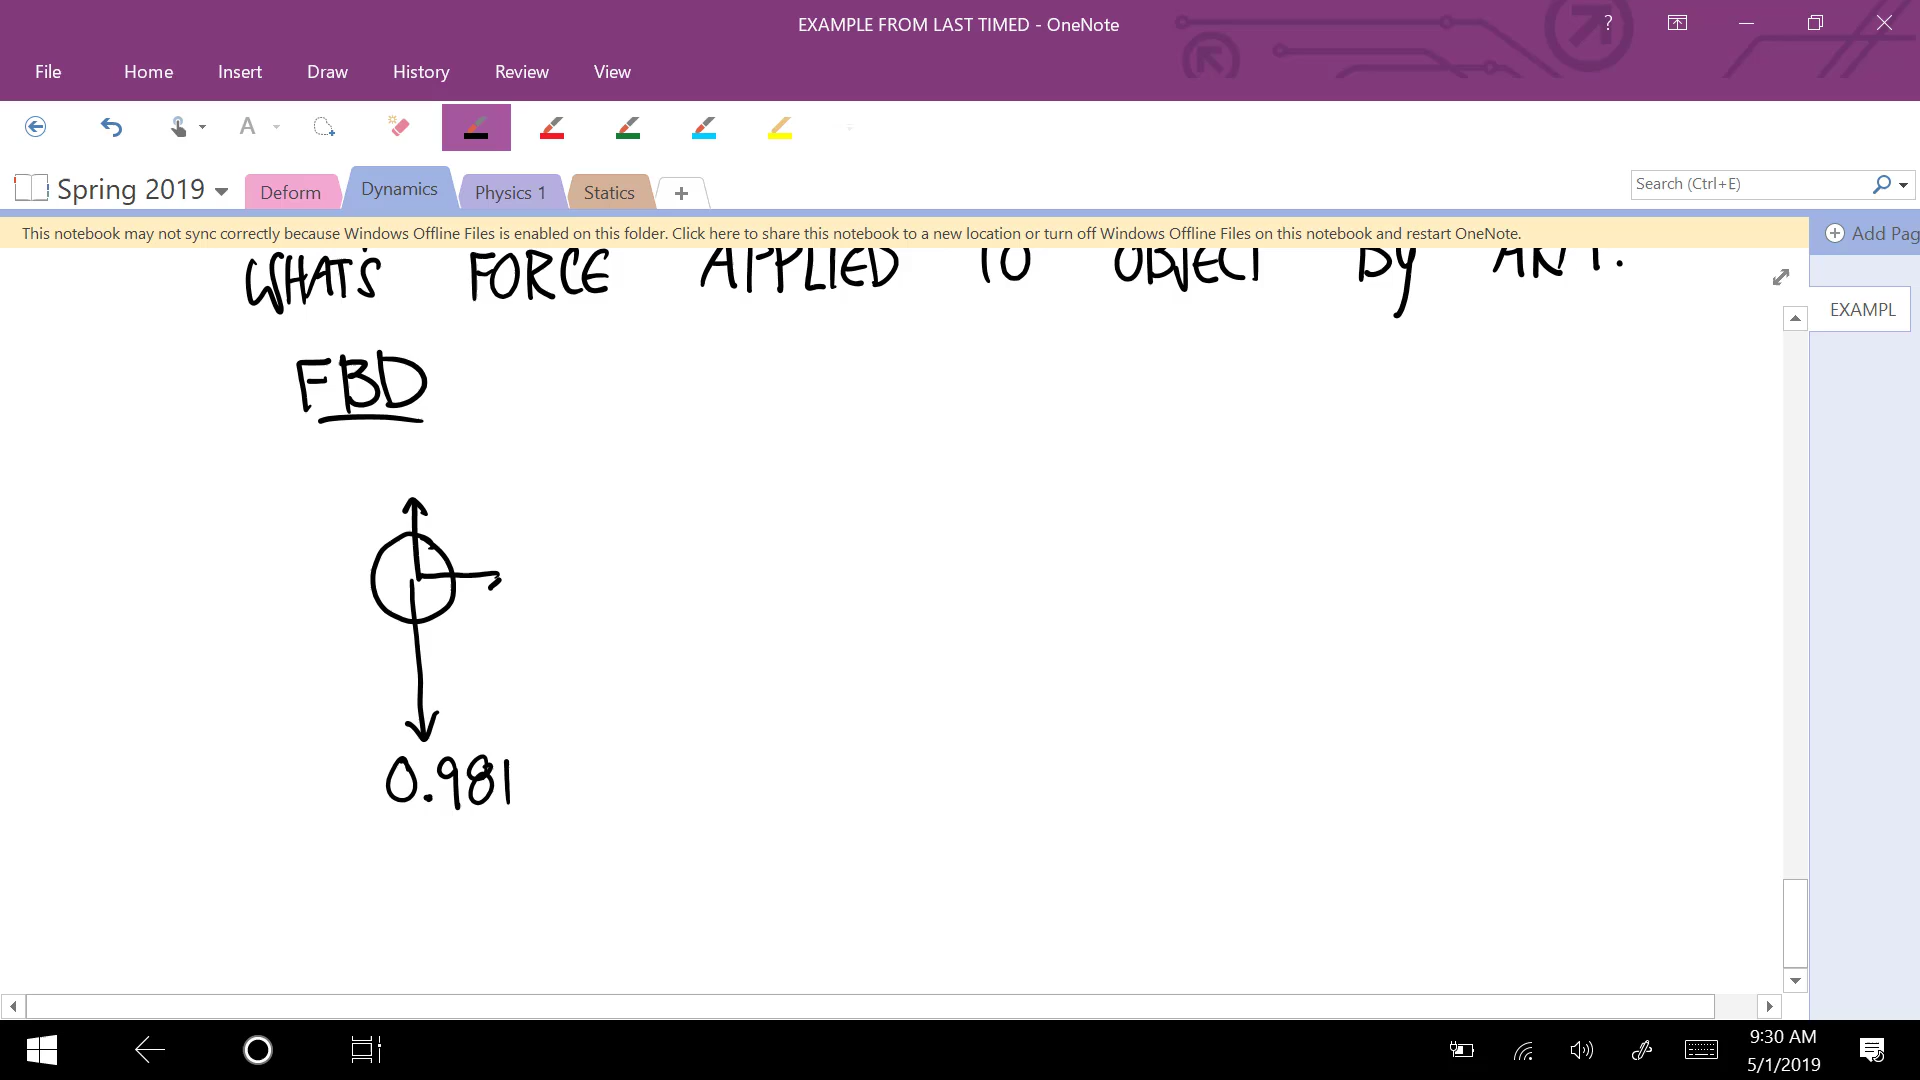 EXAMPLE FROM LAST TIMED - OneNote
?
File Home Insert Draw History Review View
A
Spring 2019 Deform Dynamics Physics 1 Statics +
Search (Ctrl+E)
This notebook may not sync correctly because Windows Offline Files is enabled on this folder. Click here to share this notebook to a new location or turn off Windows Offline Files on this notebook and restart OneNote.
Add Pag
WHATS FORCE APPLIED TO OBJECT BY
EXAMPL
FBD
0.981
9:30 AM
5/1/2019